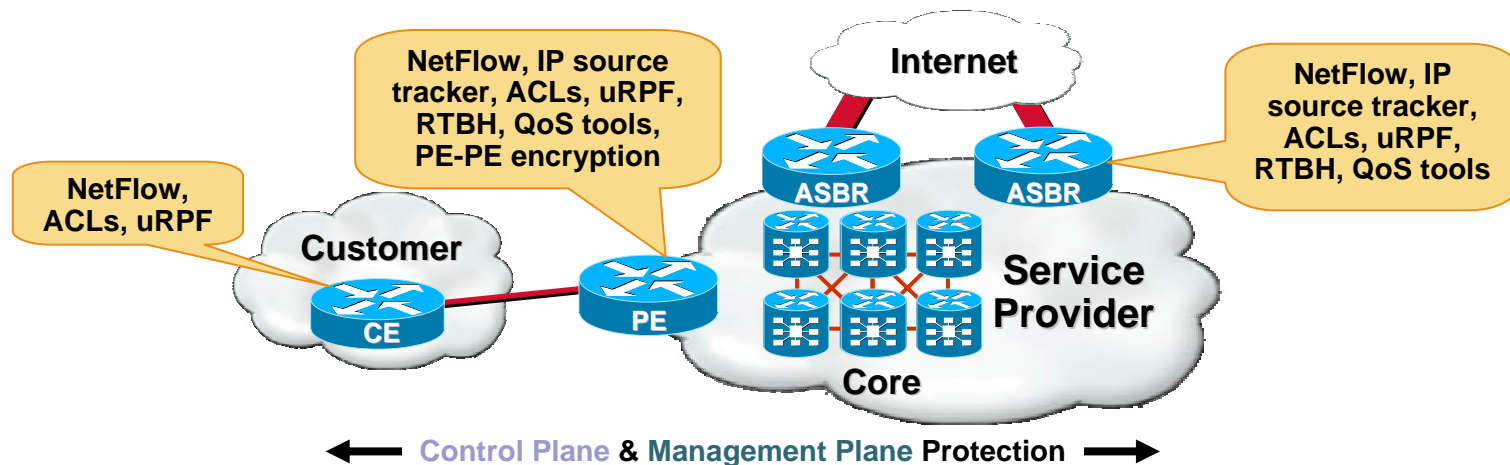 NetFlow, IP source
tracker, ACLs, uRPF,
RTBH, QoS tools,
PE-PE encryption
Internet
NetFlow, IP
source tracker,
ACLs, uRPF,
RTBH, QoS tools
NetFlow,
ACLs, uRPF
ASBR
ASBR
Customer
Service
Provider
CE
PE
Core
Control Plane & Management Plane Protection